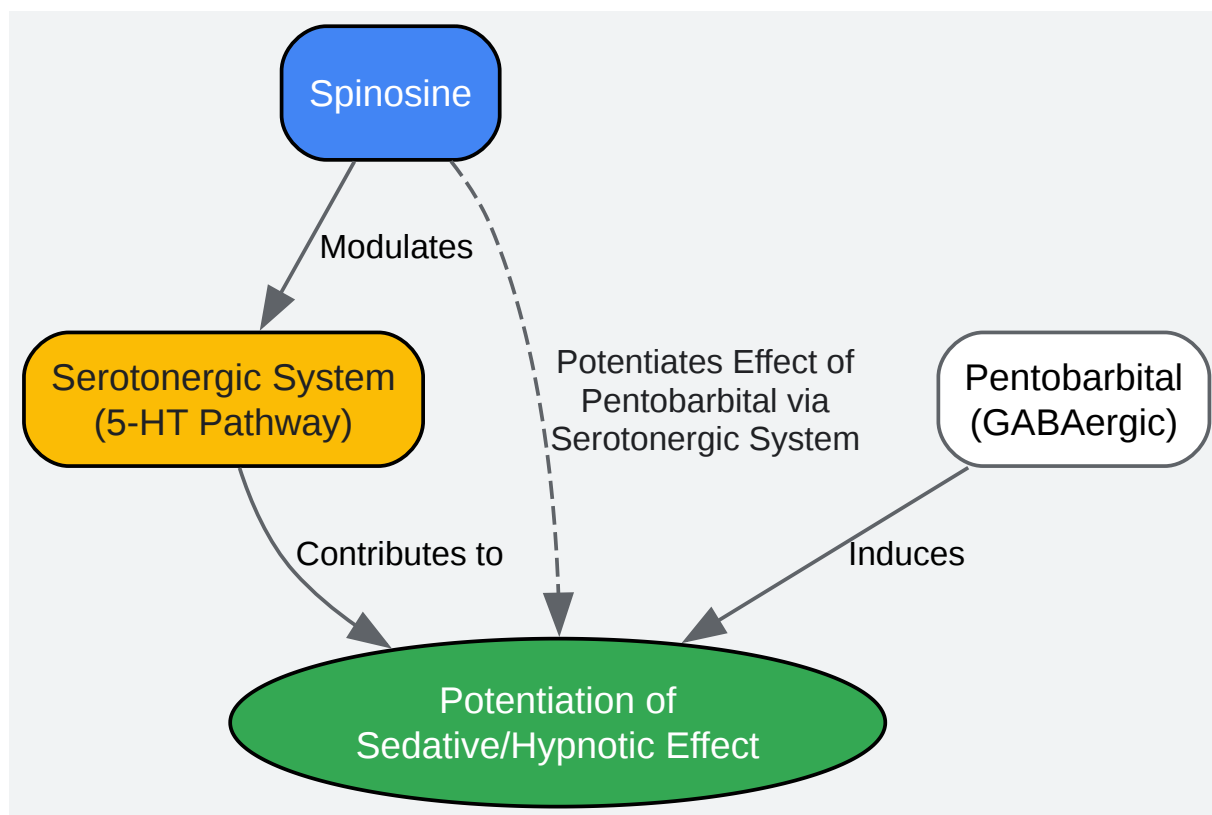 Spinosine
Modulates
Serotonergic System
(5-HT Pathway)
Potentiates Effect of
Pentobarbital via
Serotonergic System
Pentobarbital
(GABAergic)
Contributes to
Induces
Potentiation of
Sedative/Hypnotic Effect